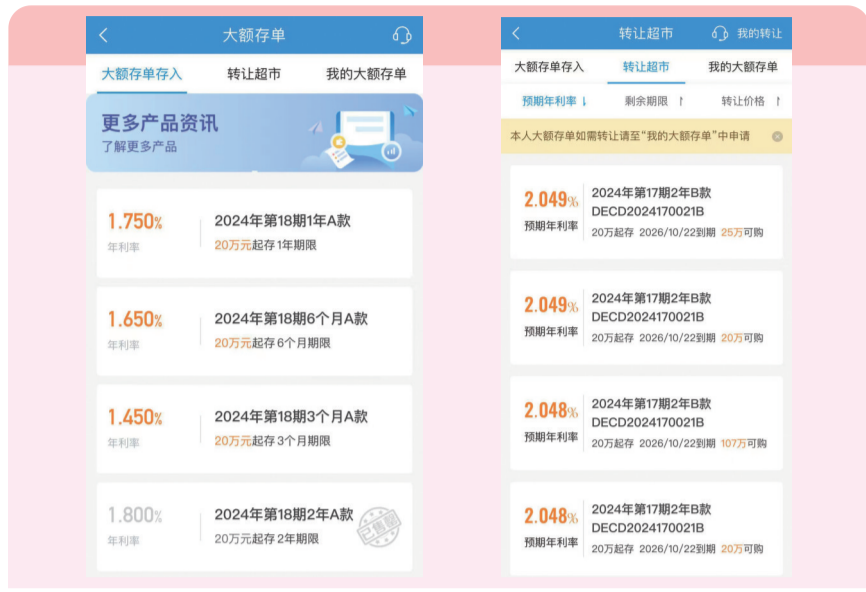 大额存单
大额存单存入 转让超市 我的大额存单
更多产品资讯
了解更多产品
1.750% 2024年第18期1年A款
年利率 20万元起存1年期限
1.650% 2024年第18期6个月A款
年利率 20万元起存6个月期限
1.450% 2024年第18期3个月A款
年利率 20万元起存3个月期限
1.800% 2024年第18期2年A款
年利率 20万元起存2年期限
已售罄
转让超市 我的转让
大额存单存入 转让超市 我的大额存单
预期年利率↓ 剩余期限↑ 转让价格↑
本人大额存单如需转让请至“我的大额存单”中申请
2.049% 2024年第17期2年B款
DECD2024170021B
预期年利率 20万起存 2026/10/22到期 25万可购
2.049% 2024年第17期2年B款
DECD2024170021B
预期年利率 20万起存 2026/10/22到期 20万可购
2.048% 2024年第17期2年B款
DECD2024170021B
预期年利率 20万起存 2026/10/22到期 107万可购
2.048% 2024年第17期2年B款
DECD2024170021B
预期年利率 20万起存 2026/10/22到期 20万可购